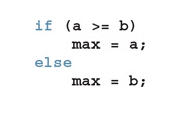 if (a >= b)
    max = a;
else
    max = b;